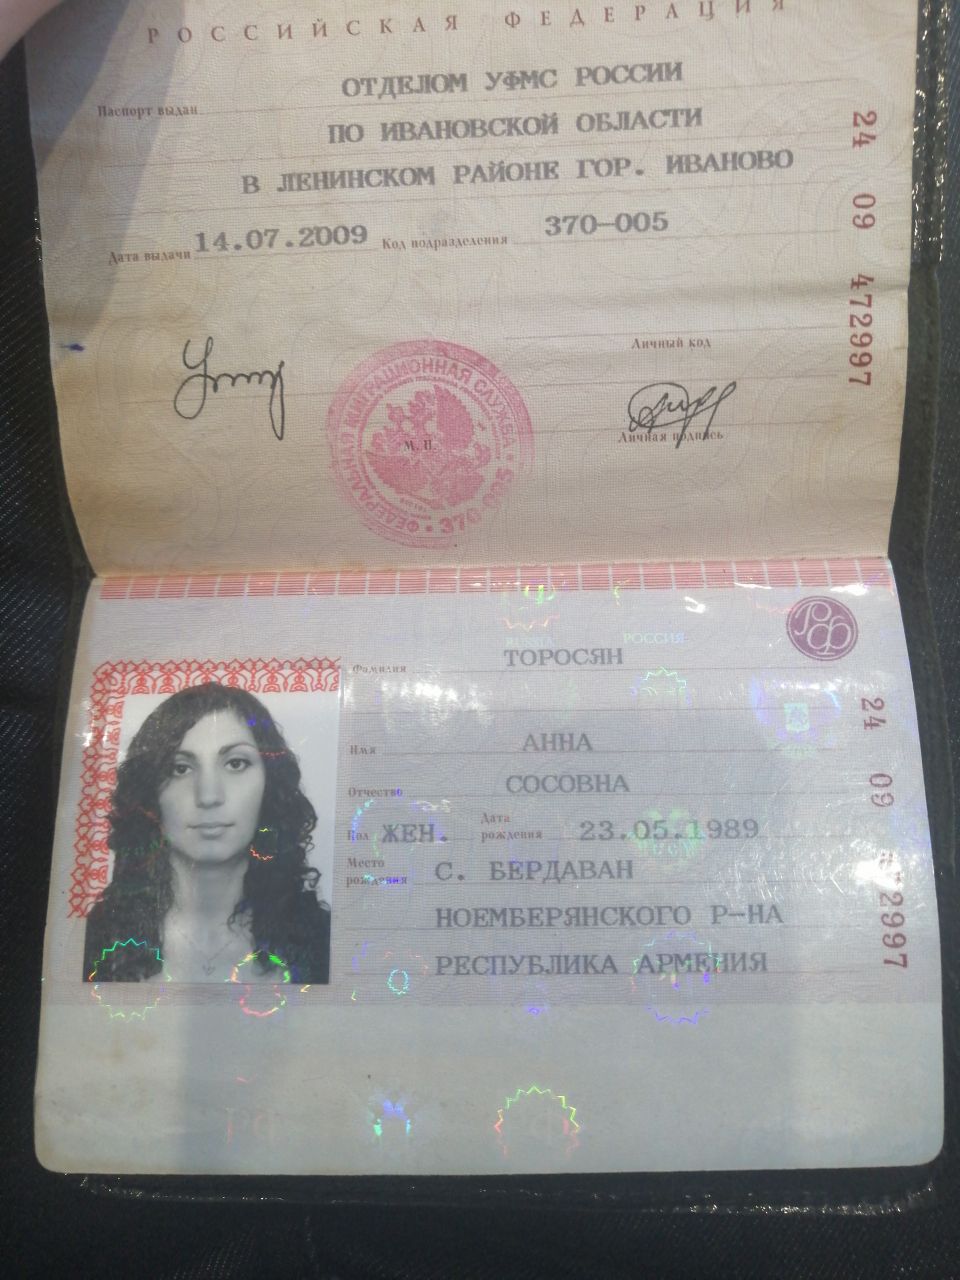 РОССИЙСКАЯ ФЕДЕРАЦИЯ
Паспорт выдан ОТДЕЛОМ УФМС РОССИИ
ПО ИВАНОВСКОЙ ОБЛАСТИ
В ЛЕНИНСКОМ РАЙОНЕ ГОР. ИВАНОВО
Дата выдачи 14.07.2009 Код подразделения 370-005
24 09 472997
Личный код
ФЕДЕРАЛЬНАЯ МИГРАЦИОННАЯ СЛУЖБА
370-005
М. П.
Личная подпись
RUSSIA РОССИЯ
РФ
Фамилия ТОРОСЯН
Имя АННА
Отчество СОСОВНА
Пол ЖЕН. Дата рождения 23.05.1989
Место рождения С. БЕРДАВАН
НОЕМБЕРЯНСКОГО Р-НА
РЕСПУБЛИКА АРМЕНИЯ
24 09 2997